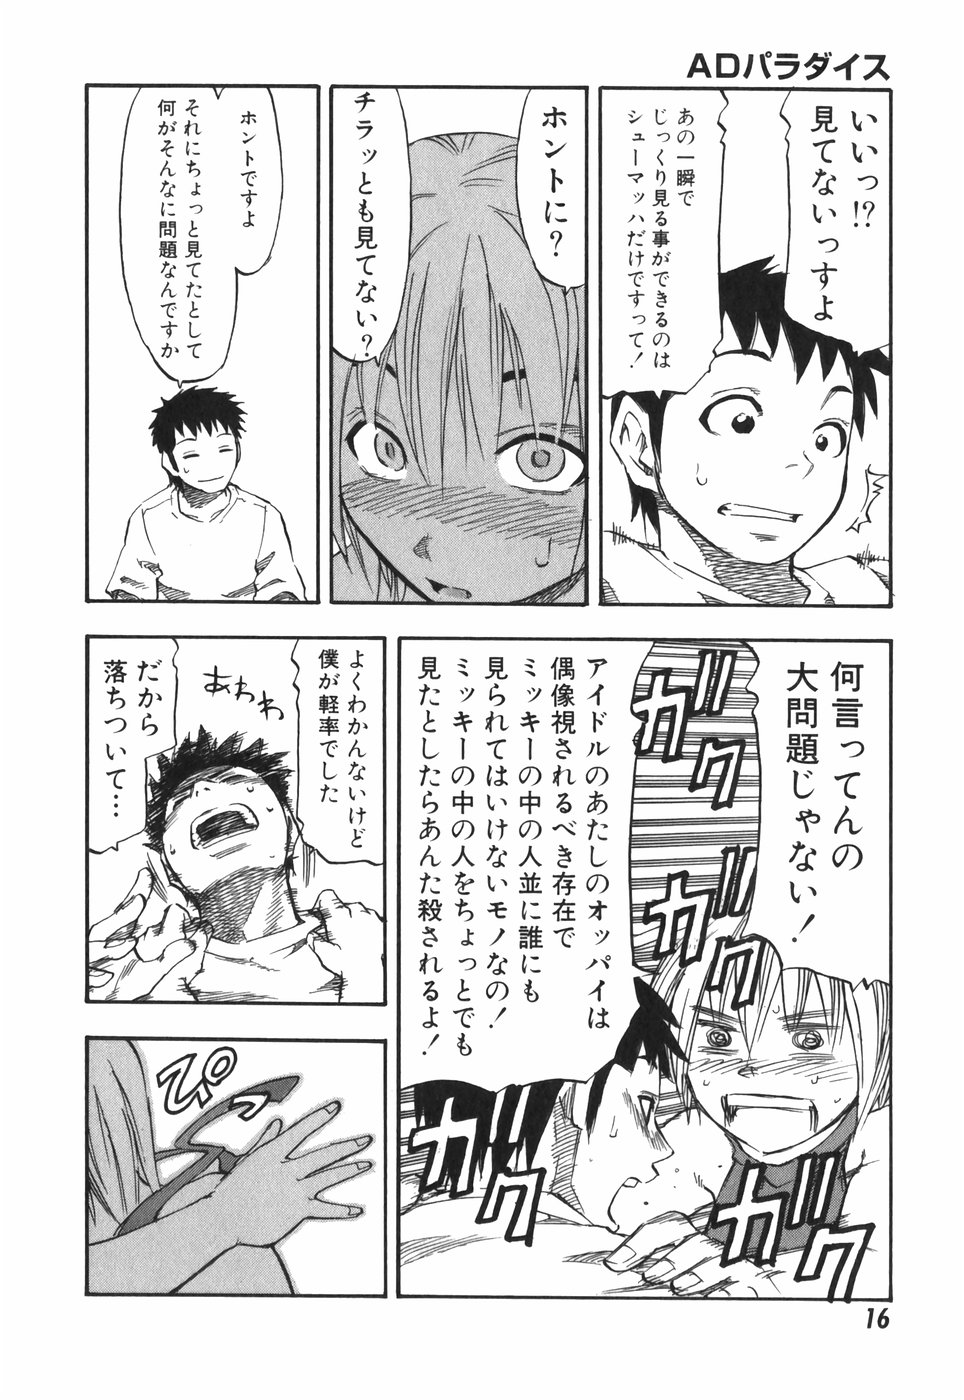 ADパラダイス
いいっ!?
見てないっすよ
あの一瞬で
じっくり見る事ができるのは
シューマッハだけですって!
ホントに?
チラッとも見てない?
ホントですよ
それにちょっと見てたとして
何がそんなに問題なんですか
何言ってんの
大問題じゃない!
アイドルのあたしのオッパイは
偶像視されるべき存在で
ミッキーの中の人並に誰にも
見られてはいけないモノなの!
ミッキーの中の人をちょっとでも
見たとしたらあんた殺されるよ!
ガク
ガク
ガク
ガク
ガク
ガク
よくわかんないけど
僕が軽率でした
あわわ
だから
落ちついて…
ぴっ
16